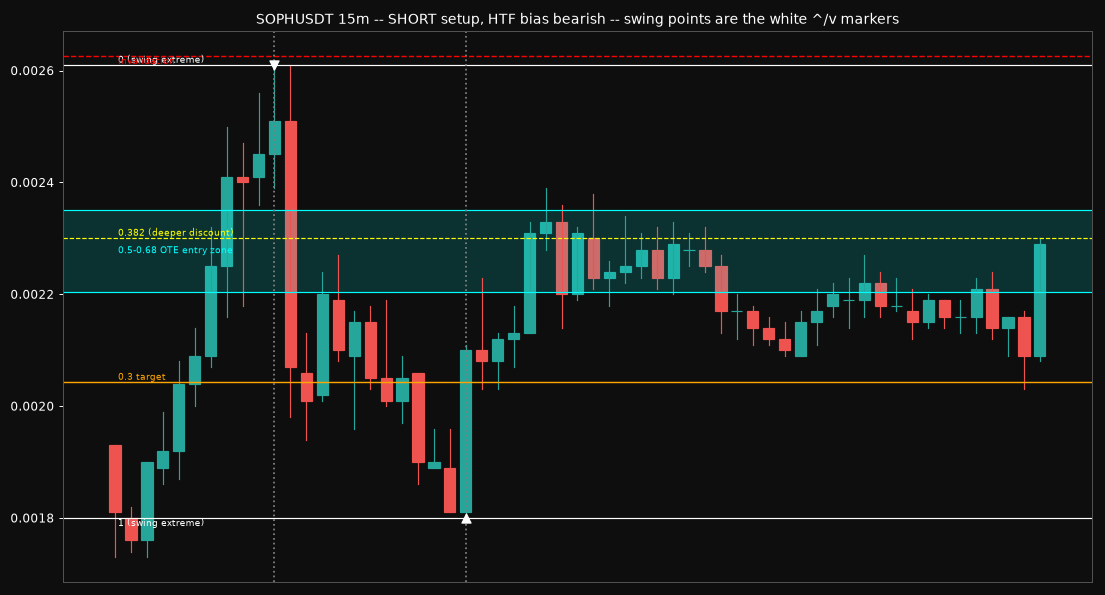 SOPHUSDT 15m -- SHORT setup, HTF bias bearish -- swing points are the white ^/v markers
0 (swing extreme)
0.0026
0.0024
0.382 (deeper discount)
0.5-0.68 OTE entry zone
0.0022
0.3 target
0.0020
0.0018
1 (swing extreme)